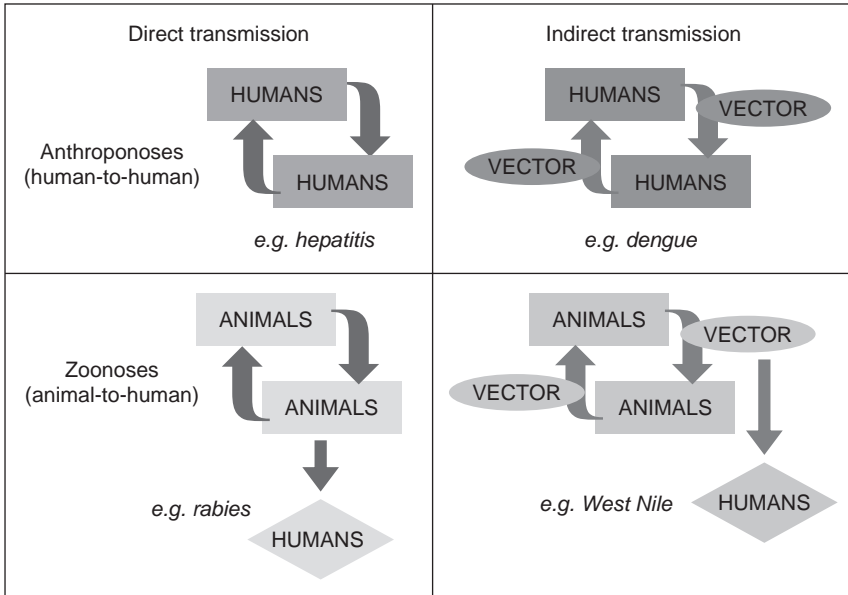 Direct transmission
Indirect transmission
HUMANS
HUMANS
Anthroponoses
(human-to-human)
HUMANS
e.g. hepatitis
VECTOR
VECTOR
HUMANS
e.g. dengue
ANIMALS
Zoonoses
(animal-to-human)
ANIMALS
e.g. rabies
HUMANS
ANIMALS
VECTOR
VECTOR
ANIMALS
e.g. West Nile
HUMANS